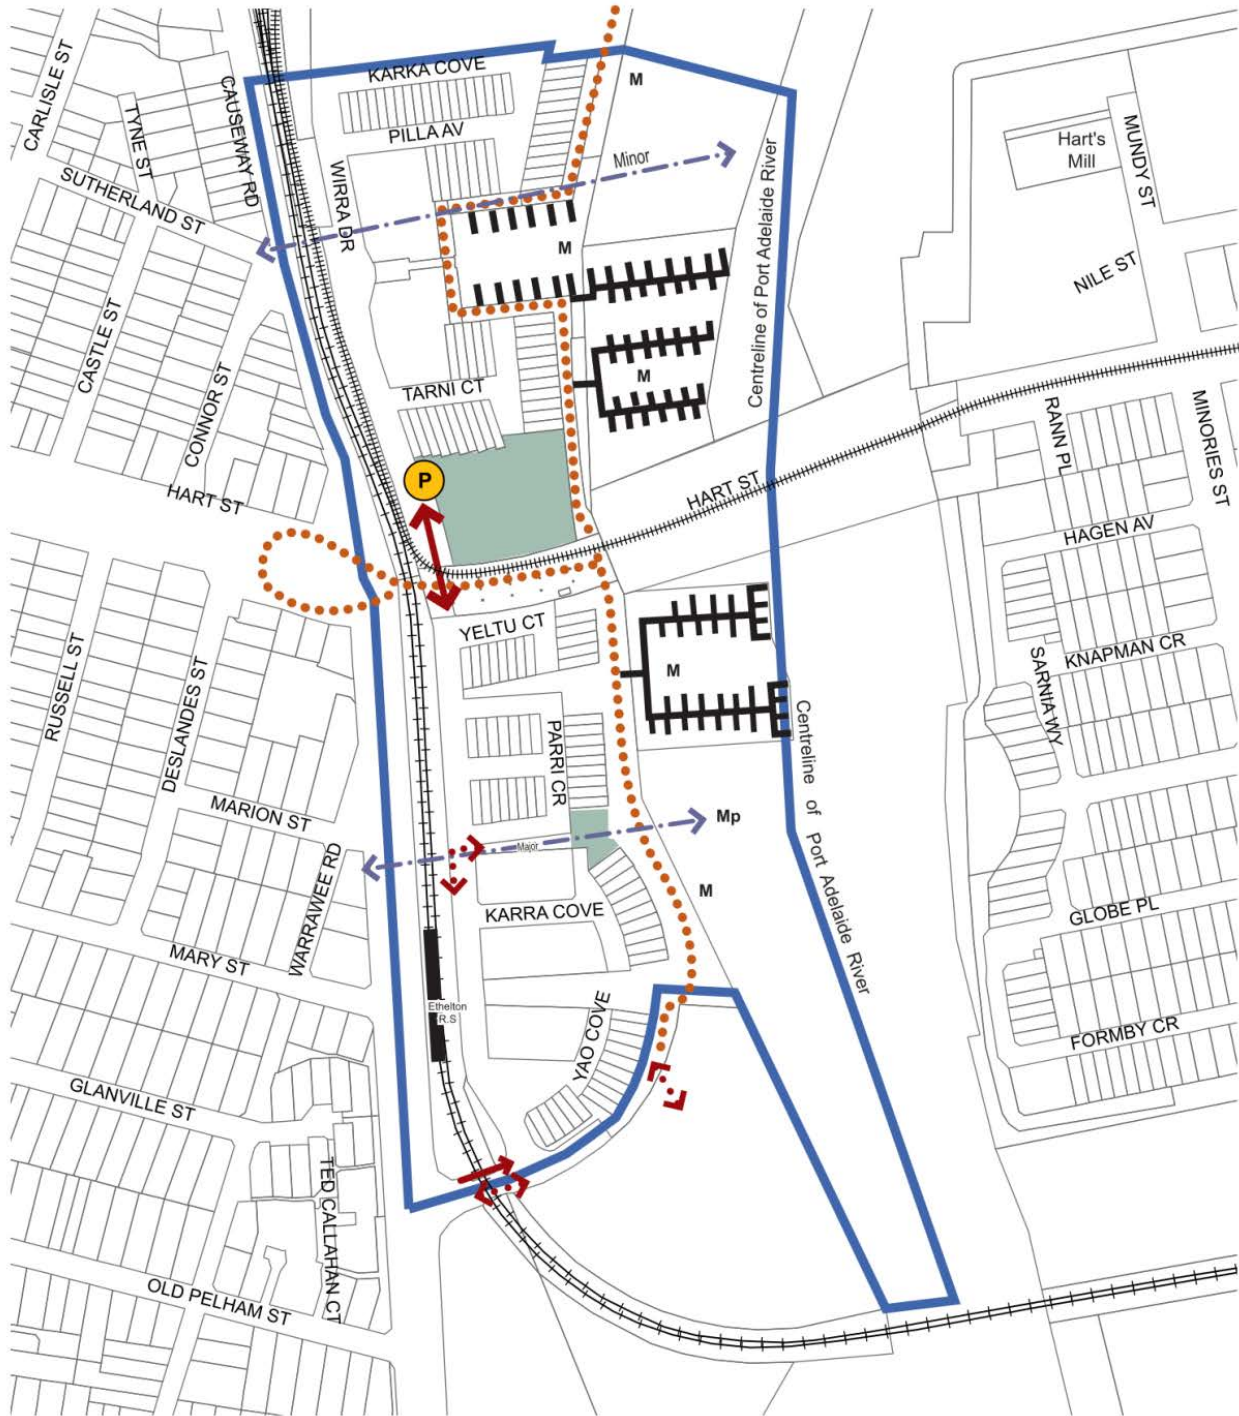 CARLISLE ST
TYNE ST
CAUSEWAY RD
KARKA COVE
M
PILLA AV
Minor
Hart's
Mill
MUNDY ST
SUTHERLAND ST
WIRRA DR
M
Centreline of Port Adelaide River
NILE ST
CASTLE ST
CONNOR ST
TARNI CT
M
RANN PL
MINORIES ST
HART ST
P
HART ST
HAGEN AV
RUSSELL ST
DESLANDES ST
YELTU CT
M
SARNIA WY
KNAPMAN CR
PARRI CR
Centreline of Port Adelaide River
MARION ST
WARRAWEE RD
Major
Mp
M
KARRA COVE
GLOBE PL
MARY ST
Ethelton
R.S
YAO COVE
FORMBY CR
GLANVILLE ST
TED CALLAHAN CT
OLD PELHAM ST